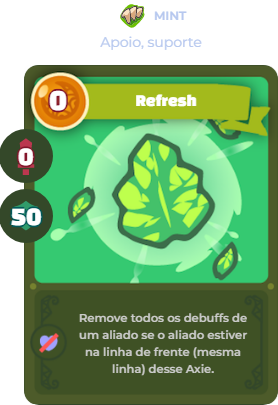 MINT
Apoio, suporte
0
Refresh
0
50
Remove todos os debuffs de
um aliado se o aliado estiver
na linha de frente (mesma
linha) desse Axie.